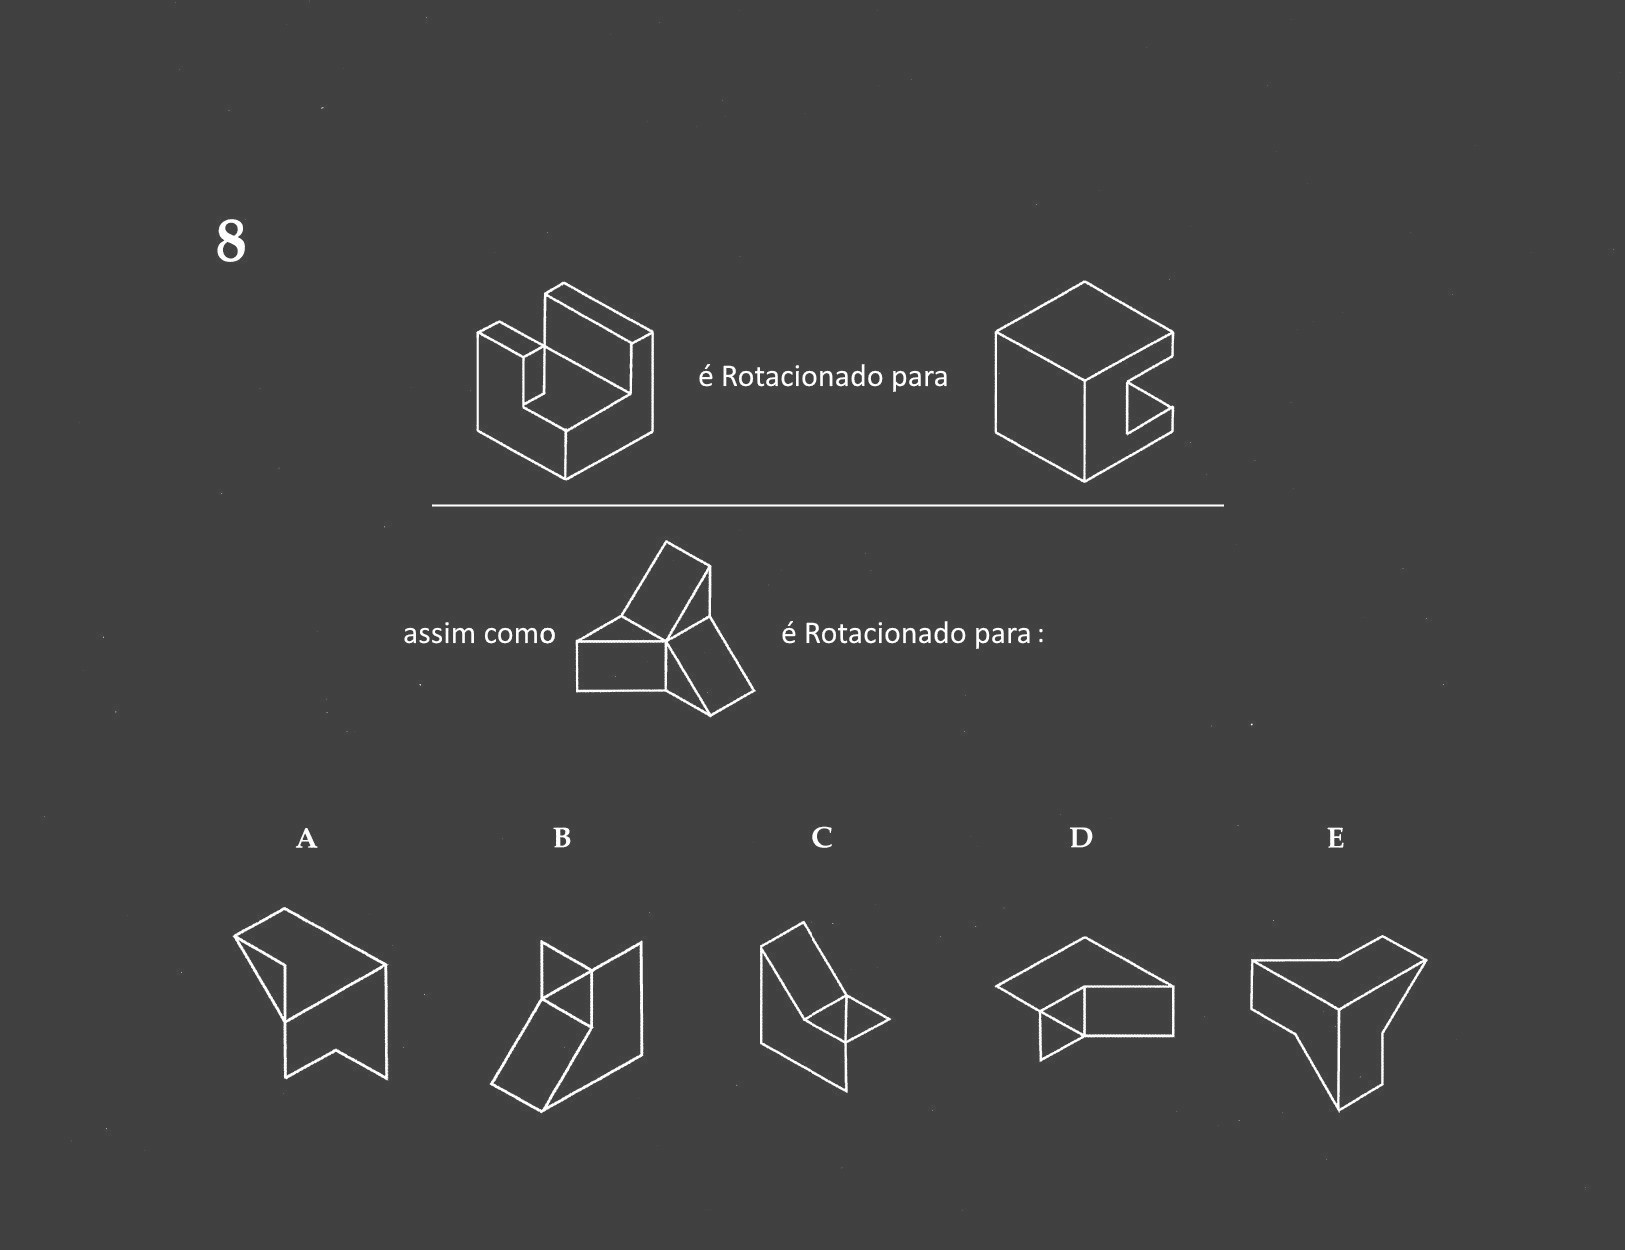 8
é Rotacionado para
assim como é Rotacionado para :
A B C D E